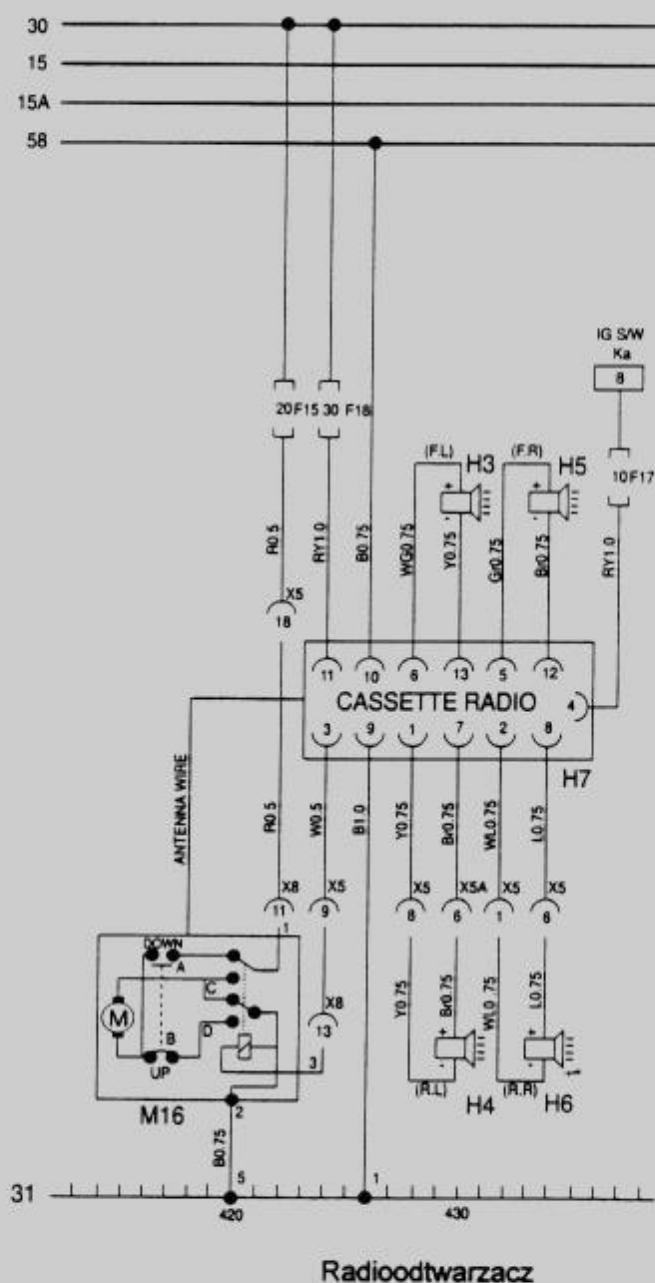 30
15
15A
58
IG S/W
Ka
8
20 F15 30 F18
10 F17
(F.L) H3 (F.R) H5
+ +
- -
R0.5 RY1.0 B0.75 WG0.75 Y0.75 Gr0.75 Br0.75 RY1.0
X5
18
11 10 6 13 5 12
CASSETTE RADIO 4
3 9 1 7 2 8
H7
ANTENNA WIRE R0.5 W0.5 B1.0 Y0.75 Br0.75 WL0.75 L0.75
X8 X5 X5 X5A X5 X5
11 9 8 6 1 6
1
DOWN
A
C
M
B D
UP
X8
13
3
Y0.75 Br0.75 WL0.75 L0.75
+ +
- -
(R.L) H4 (R.R) H6
M16 2
B0.75
31 5 1
420 430
Radioodtwarzacz